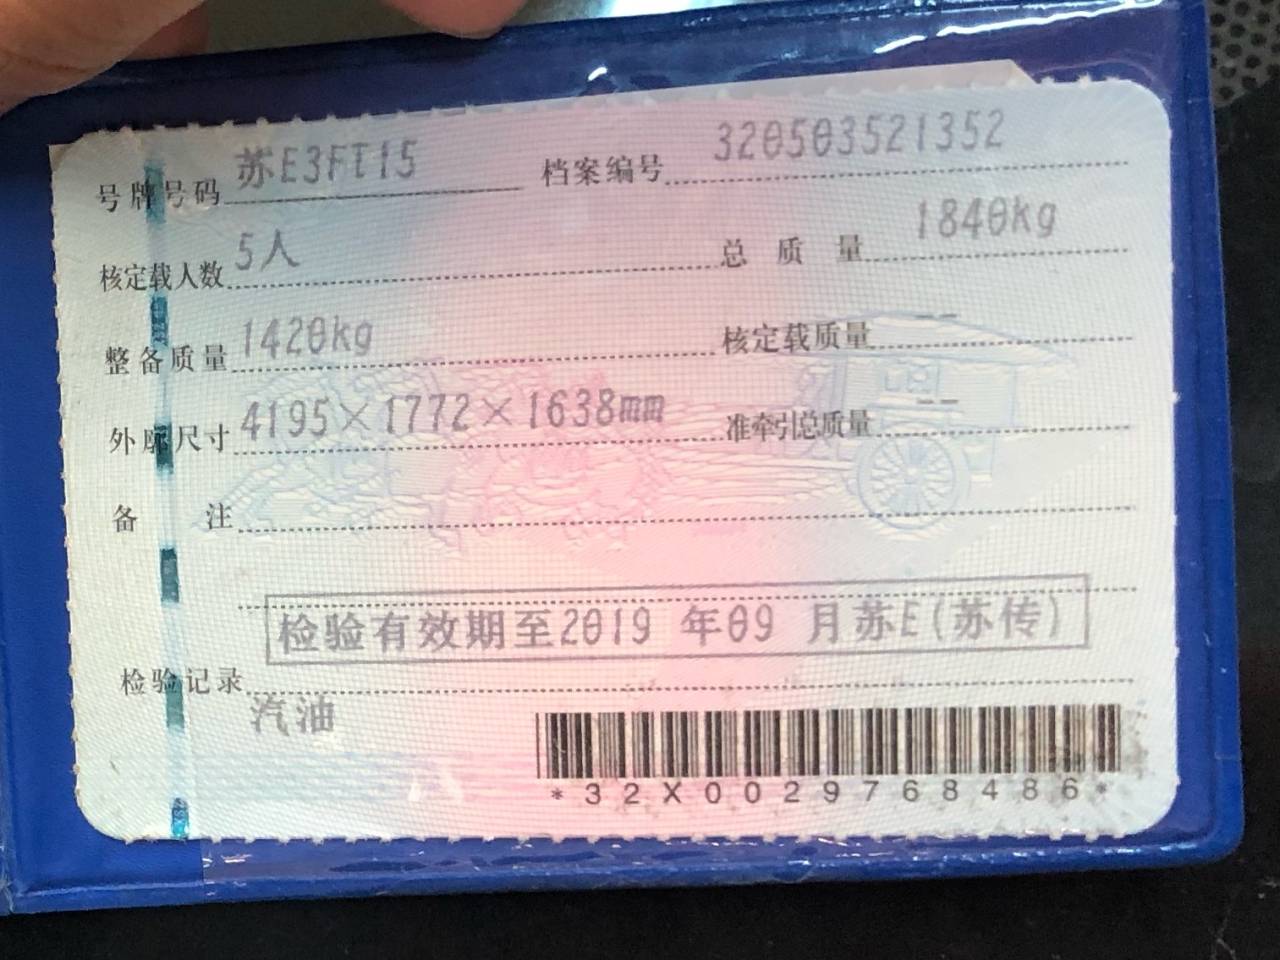 号牌号码 苏E3FT15 档案编号 320503521352
核定载人数 5人 总质量 1840kg
整备质量 1420kg 核定载质量 --
外廓尺寸 4195×1772×1638mm 准牵引总质量 --
备注
检验有效期至2019 年09 月苏E(苏传)
检验记录
汽油
*32X0029768486*